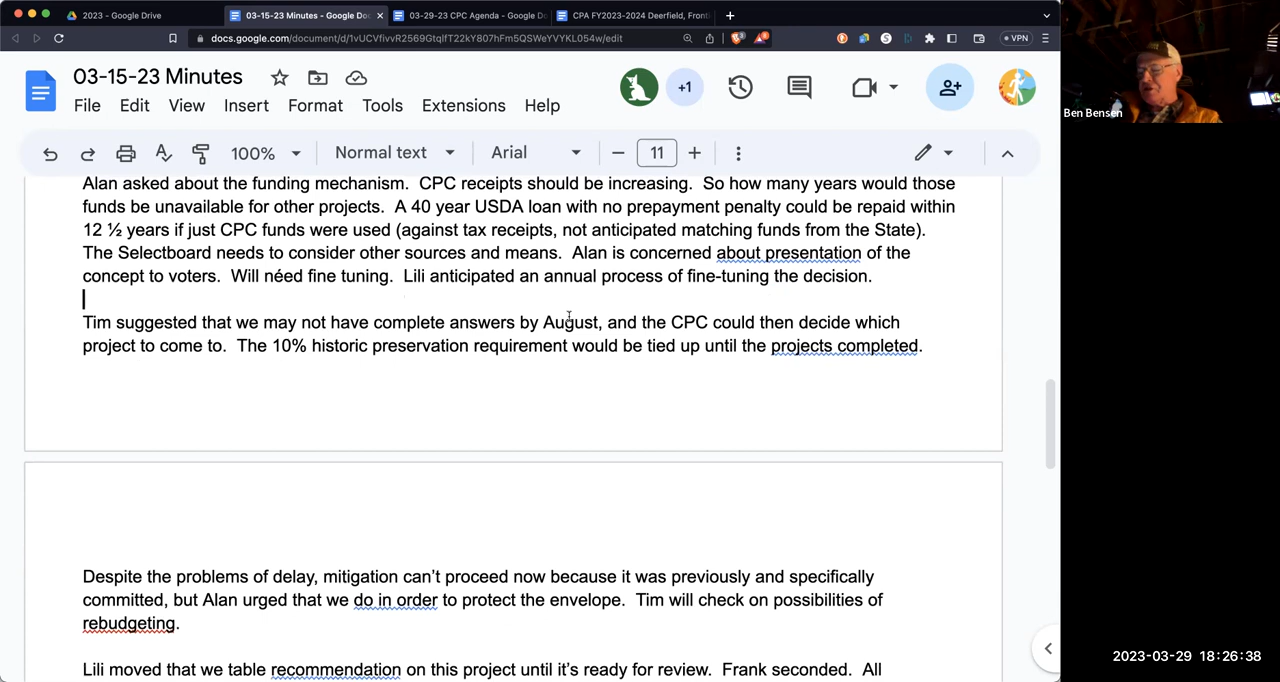 2023 - Google Drive
03-15-23 Minutes - Google Doc
03-29-23 CPC Agenda - Google D
CPA FY2023-2024 Deerfield, Fronti
docs.google.com/document/d/1vUCVfivvR2569GtqlfT22kY807hFm5QSWeYVYKL054w/edit
VPN
03-15-23 Minutes
File Edit View Insert Format Tools Extensions Help
+1
100% Normal text Arial 11
Alan asked about the funding mechanism. CPC receipts should be increasing. So how many years would those
funds be unavailable for other projects. A 40 year USDA loan with no prepayment penalty could be repaid within
12 ½ years if just CPC funds were used (against tax receipts, not anticipated matching funds from the State).
The Selectboard needs to consider other sources and means. Alan is concerned about presentation of the
concept to voters. Will néed fine tuning. Lili anticipated an annual process of fine-tuning the decision.
Tim suggested that we may not have complete answers by August, and the CPC could then decide which
project to come to. The 10% historic preservation requirement would be tied up until the projects completed.
Despite the problems of delay, mitigation can't proceed now because it was previously and specifically
committed, but Alan urged that we do in order to protect the envelope. Tim will check on possibilities of
rebudgeting.
Lili moved that we table recommendation on this project until it's ready for review. Frank seconded. All
Ben Bensen
2023-03-29 18:26:38